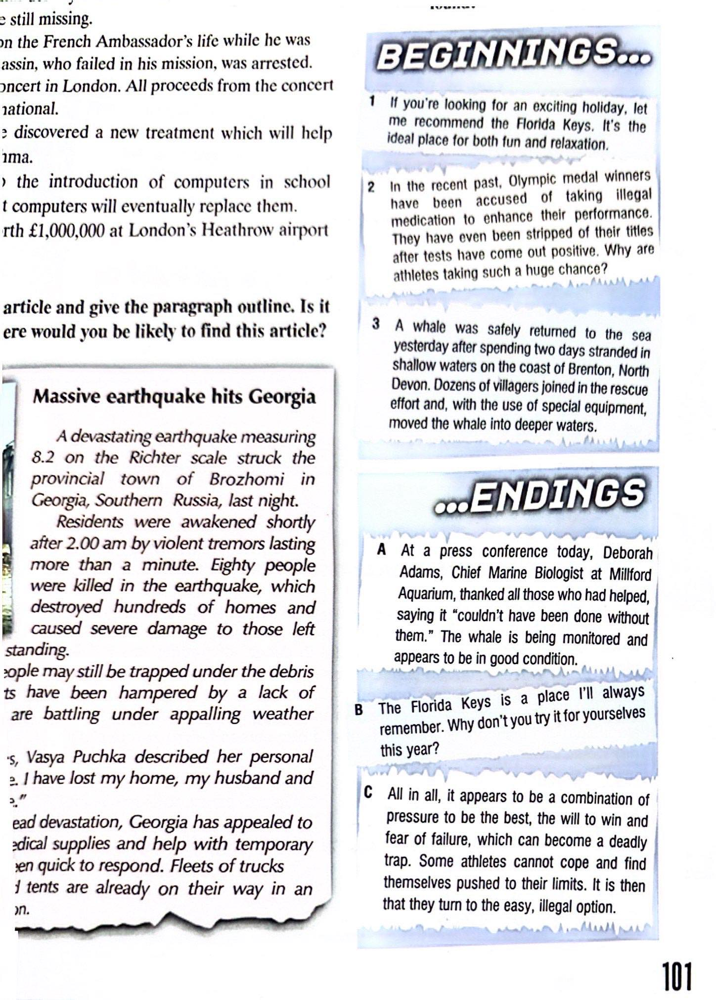 still missing.
on the French Ambassador's life while he was
assin, who failed in his mission, was arrested.
oncert in London. All proceeds from the concert
national.
discovered a new treatment which will help
the introduction of computers in school
t computers will eventually replace them.
rth £1,000,000 at London's Heathrow airport
article and give the paragraph outline. Is it
ere would you be likely to find this article?
Massive earthquake hits Georgia
A devastating earthquake measuring
8.2 on the Richter scale struck the
provincial town of Brozhomi in
Georgia, Southern Russia, last night.
Residents were awakened shortly
after 2.00 am by violent tremors lasting
more than a minute. Eighty people
were killed in the earthquake, which
destroyed hundreds of homes and
caused severe damage to those left
standing.
eople may still be trapped under the debris
ts have been hampered by a lack of
are battling under appalling weather
s, Vasya Puchka described her personal
e. I have lost my home, my husband and
e."
ead devastation, Georgia has appealed to
edical supplies and help with temporary
een quick to respond. Fleets of trucks
d tents are already on their way in an
on.
BEGINNINGS...
1 If you're looking for an exciting holiday, let
me recommend the Florida Keys. It's the
ideal place for both fun and relaxation.
2 In the recent past, Olympic medal winners
have been accused of taking illegal
medication to enhance their performance.
They have even been stripped of their titles
after tests have come out positive. Why are
athletes taking such a huge chance?
3 A whale was safely returned to the sea
yesterday after spending two days stranded in
shallow waters on the coast of Brenton, North
Devon. Dozens of villagers joined in the rescue
effort and, with the use of special equipment,
moved the whale into deeper waters.
...ENDINGS
A At a press conference today, Deborah
Adams, Chief Marine Biologist at Millford
Aquarium, thanked all those who had helped,
saying it "couldn't have been done without
them." The whale is being monitored and
appears to be in good condition.
B The Florida Keys is a place I'll always
remember. Why don't you try it for yourselves
this year?
C All in all, it appears to be a combination of
pressure to be the best, the will to win and
fear of failure, which can become a deadly
trap. Some athletes cannot cope and find
themselves pushed to their limits. It is then
that they turn to the easy, illegal option.
101